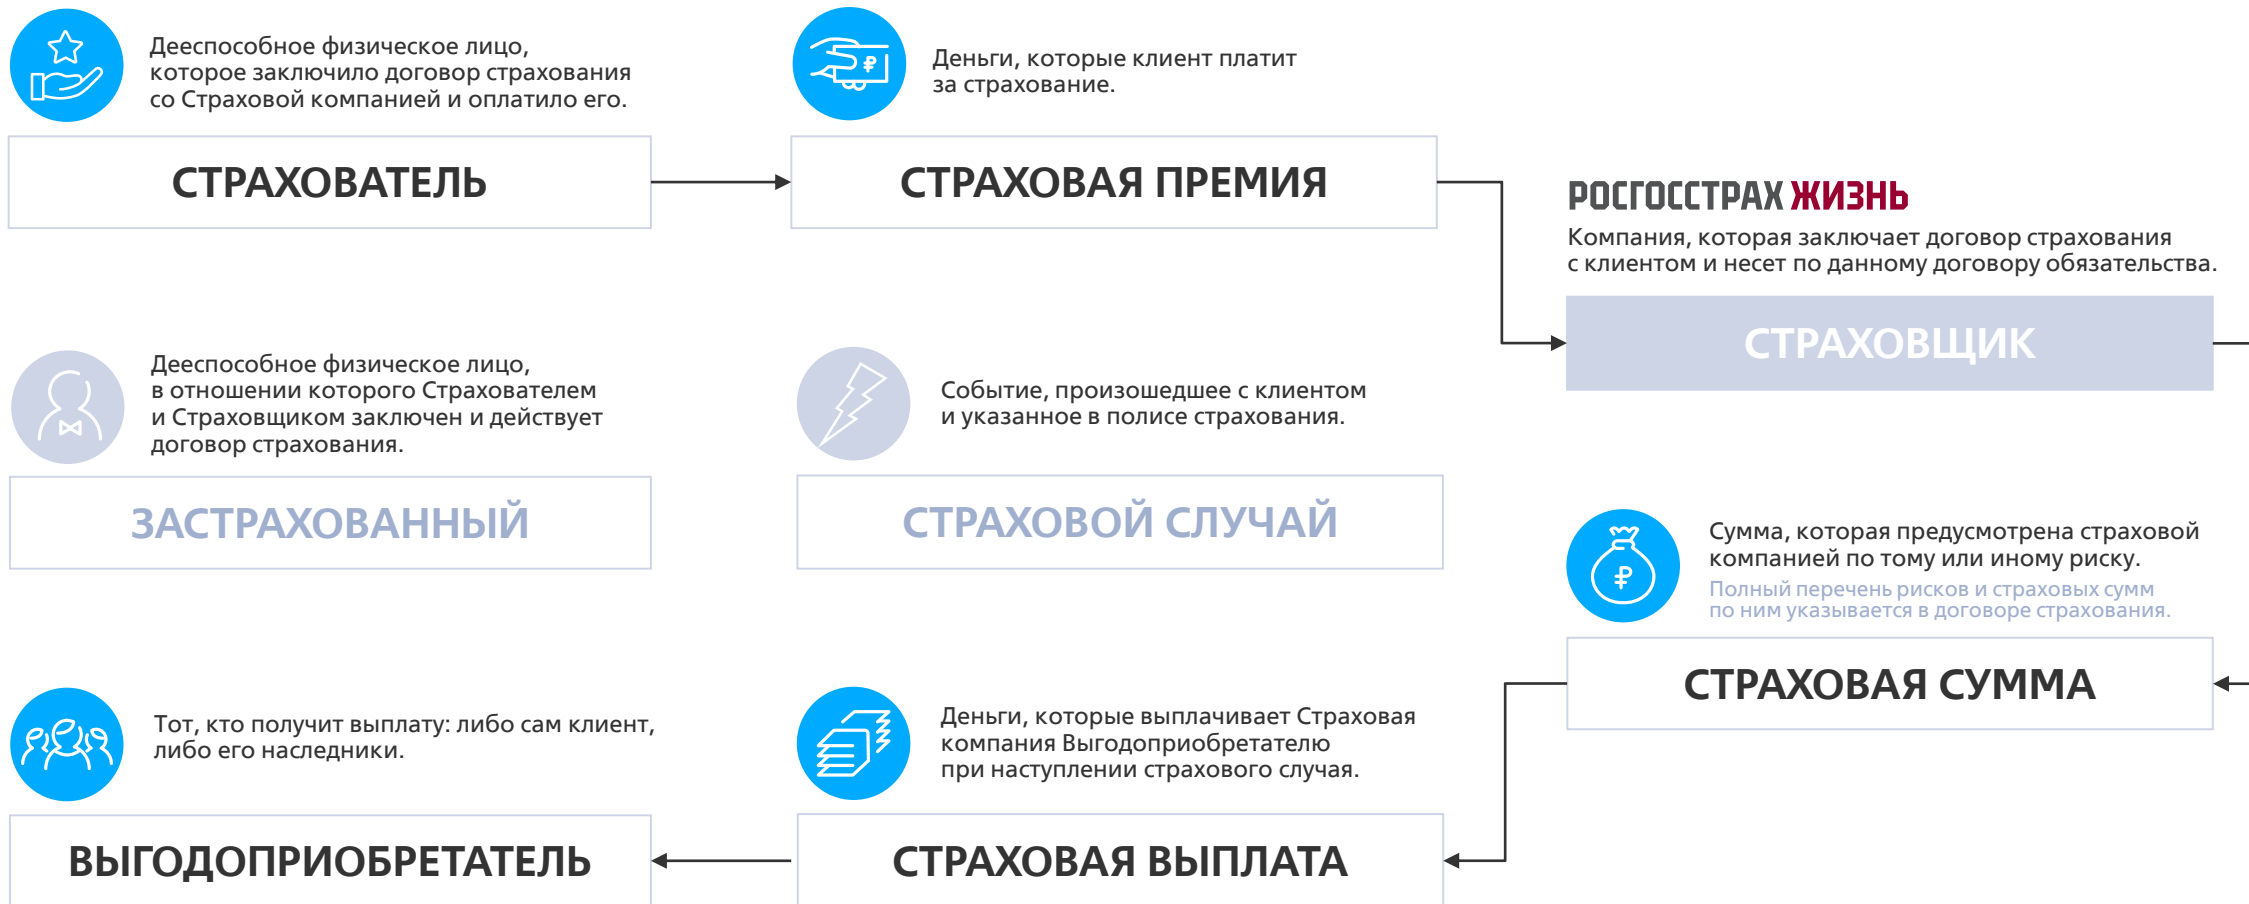 Дееспособное физическое лицо,
которое заключило договор страхования
со Страховой компанией и оплатило его.
СТРАХОВАТЕЛЬ
Деньги, которые клиент платит
за страхование.
СТРАХОВАЯ ПРЕМИЯ
РОСГОССТРАХ ЖИЗНЬ
Компания, которая заключает договор страхования
с клиентом и несет по данному договору обязательства.
СТРАХОВЩИК
Дееспособное физическое лицо,
в отношении которого Страхователем
и Страховщиком заключен и действует
договор страхования.
ЗАСТРАХОВАННЫЙ
Событие, произошедшее с клиентом
и указанное в полисе страхования.
СТРАХОВОЙ СЛУЧАЙ
₽
Сумма, которая предусмотрена страховой
компанией по тому или иному риску.
Полный перечень рисков и страховых сумм
по ним указывается в договоре страхования.
СТРАХОВАЯ СУММА
Тот, кто получит выплату: либо сам клиент,
либо его наследники.
ВЫГОДОПРИОБРЕТАТЕЛЬ
Деньги, которые выплачивает Страховая
компания Выгодоприобретателю
при наступлении страхового случая.
СТРАХОВАЯ ВЫПЛАТА